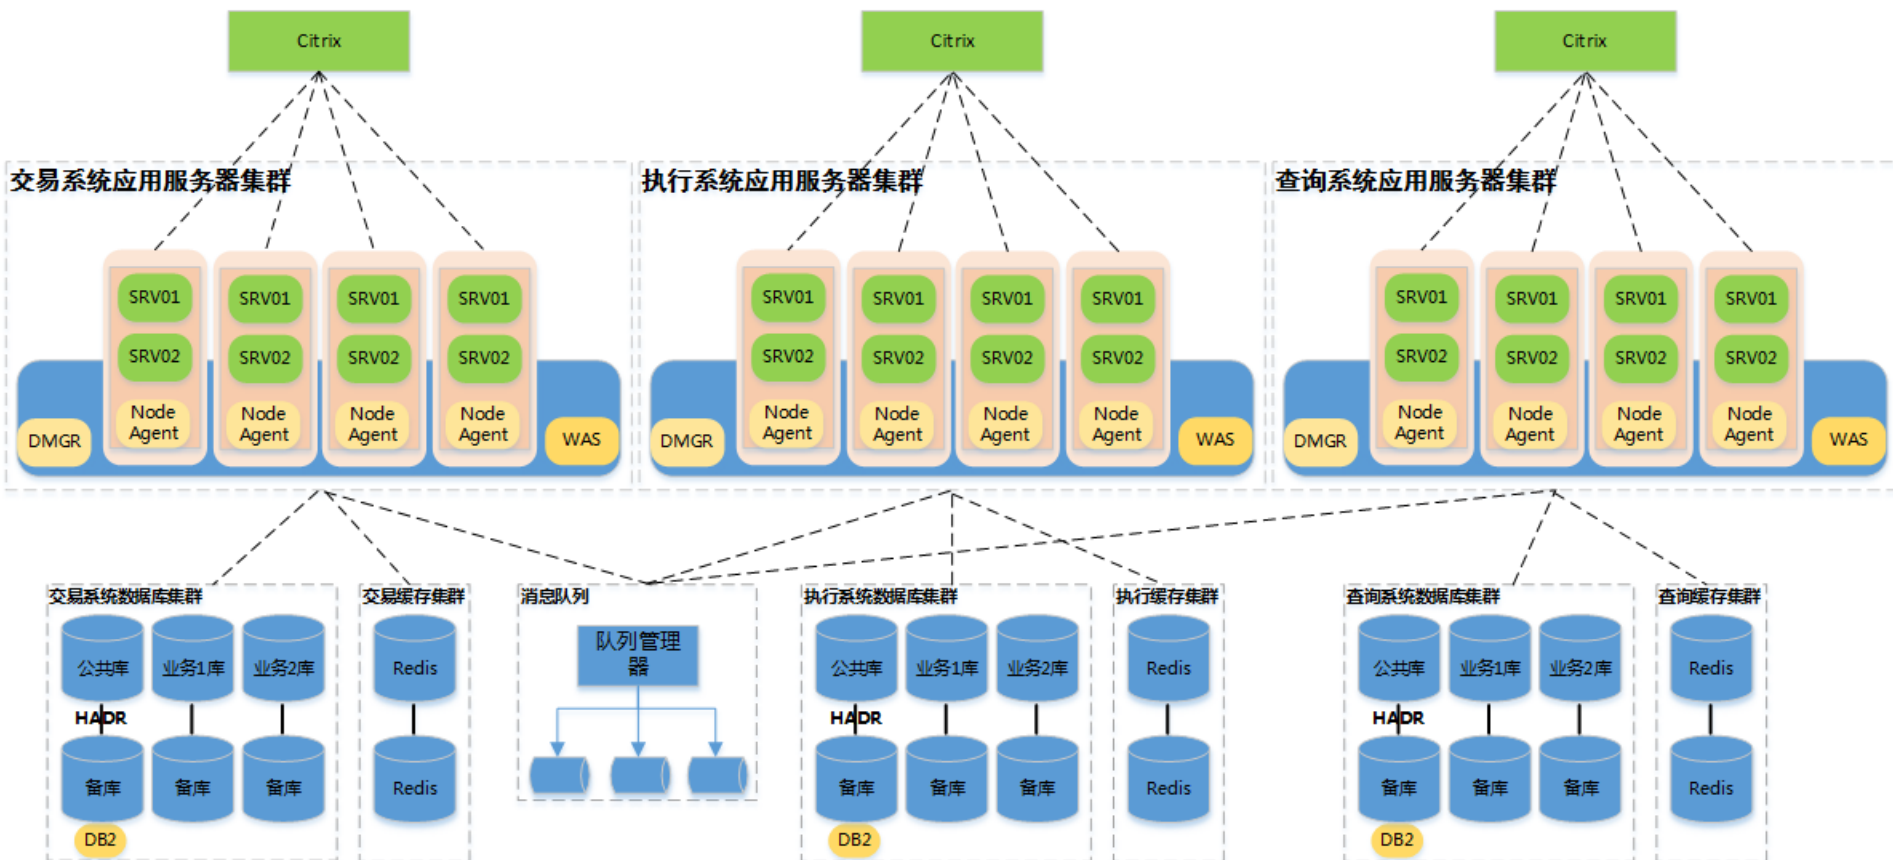 Citrix
Citrix
Citrix
交易系统应用服务器集群
执行系统应用服务器集群
查询系统应用服务器集群
SRV01
SRV01
SRV01
SRV01
SRV01
SRV01
SRV01
SRV01
SRV01
SRV01
SRV01
SRV01
SRV02
SRV02
SRV02
SRV02
SRV02
SRV02
SRV02
SRV02
SRV02
SRV02
SRV02
SRV02
DMGR
Node
Agent
Node
Agent
Node
Agent
Node
Agent
WAS
DMGR
Node
Agent
Node
Agent
Node
Agent
Node
Agent
WAS
DMGR
Node
Agent
Node
Agent
Node
Agent
Node
Agent
WAS
交易系统数据库集群
交易缓存集群
消息队列
执行系统数据库集群
执行缓存集群
查询系统数据库集群
查询缓存集群
公共库
业务1库
业务2库
Redis
队列管理
器
公共库
业务1库
业务2库
Redis
公共库
业务1库
业务2库
Redis
HADR
HADR
HADR
备库
备库
备库
Redis
备库
备库
备库
Redis
备库
备库
备库
Redis
DB2
DB2
DB2